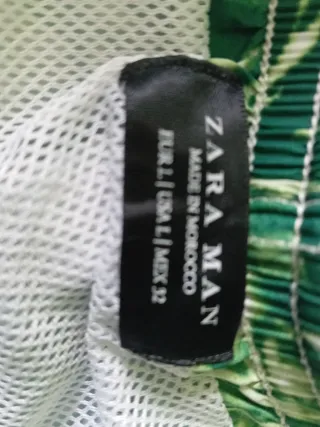 ZARA MAN
MADE IN MOROCCO
EUR L | USA L | MEX 32